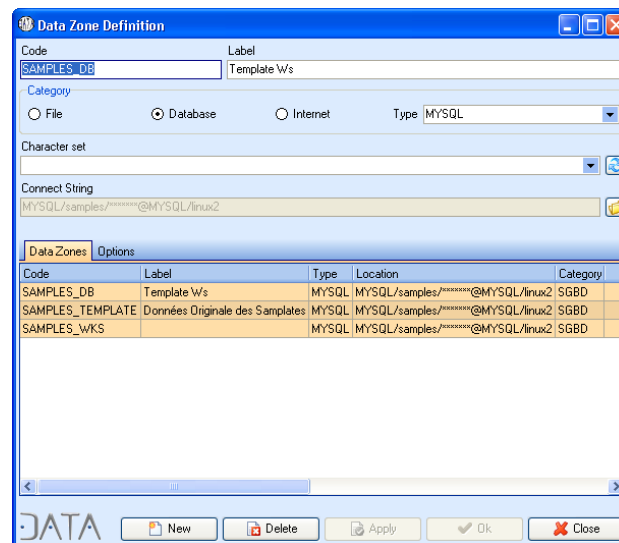 Data Zone Definition
Code Label
SAMPLES_DB Template Ws
Category
File Database Internet Type MYSQL
Character set
Connect String
MYSQL/samples/*******@MYSQL/linux2
Data Zones Options
Code Label Type Location Category
SAMPLES_DB Template Ws MYSQL MYSQL/samples/*******@MYSQL/linux2 SGBD
SAMPLES_TEMPLATE Données Originale des Samplates MYSQL MYSQL/samples/*******@MYSQL/linux2 SGBD
SAMPLES_WKS MYSQL MYSQL/samples/*******@MYSQL/linux2 SGBD
DATA New Delete Apply Ok Close